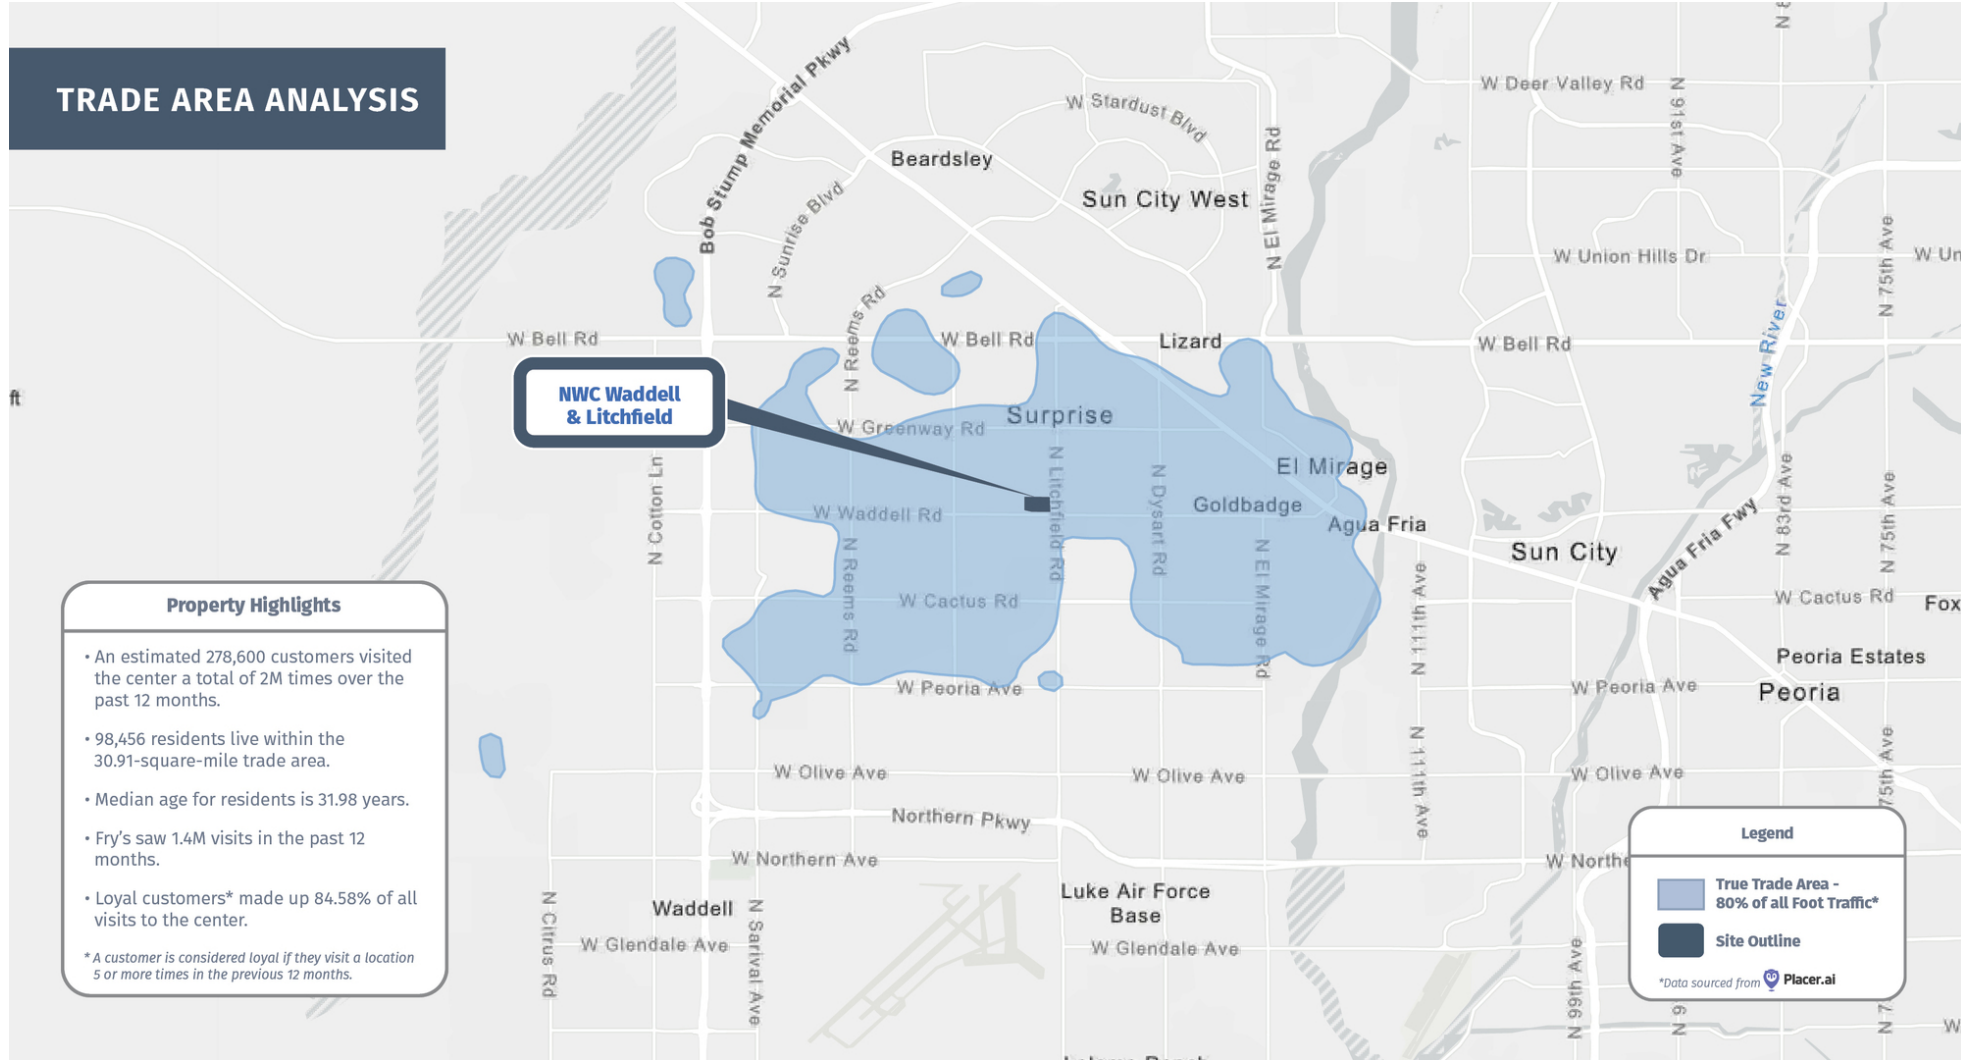 TRADE AREA ANALYSIS
Bob Stump Memorial Pkwy
W Stardust Blvd
W Deer Valley Rd
N 91st Ave
N 8
Beardsley
Sun City West
N El Mirage Rd
N Sunrise Blvd
N Reems Rd
W Union Hills Dr
N 75th Ave
W Un
New River
W Bell Rd
W Bell Rd
Lizard
W Bell Rd
ft
NWC Waddell
& Litchfield
Surprise
W Greenway Rd
El Mirage
N Cotton Ln
N Litchfield Rd
N Dysart Rd
Goldbadge
W Waddell Rd
Agua Fria
Sun City
Agua Fria Fwy
N 83rd Ave
N 75th Ave
N Reems Rd
N El Mirage Rd
N 111th Ave
W Cactus Rd
W Cactus Rd
Fox
Peoria Estates
W Peoria Ave
W Peoria Ave
Peoria
W Olive Ave
W Olive Ave
N 111th Ave
W Olive Ave
75th Ave
Northern Pkwy
W Northern Ave
W Northe
Waddell
Luke Air Force
Base
N Citrus Rd
W Glendale Ave
N Sarival Ave
W Glendale Ave
N 99th Ave
N 9
N 7
W
Property Highlights
• An estimated 278,600 customers visited
the center a total of 2M times over the
past 12 months.
• 98,456 residents live within the
30.91-square-mile trade area.
• Median age for residents is 31.98 years.
• Fry's saw 1.4M visits in the past 12
months.
• Loyal customers* made up 84.58% of all
visits to the center.
* A customer is considered loyal if they visit a location
5 or more times in the previous 12 months.
Legend
True Trade Area -
80% of all Foot Traffic*
Site Outline
*Data sourced from Placer.ai